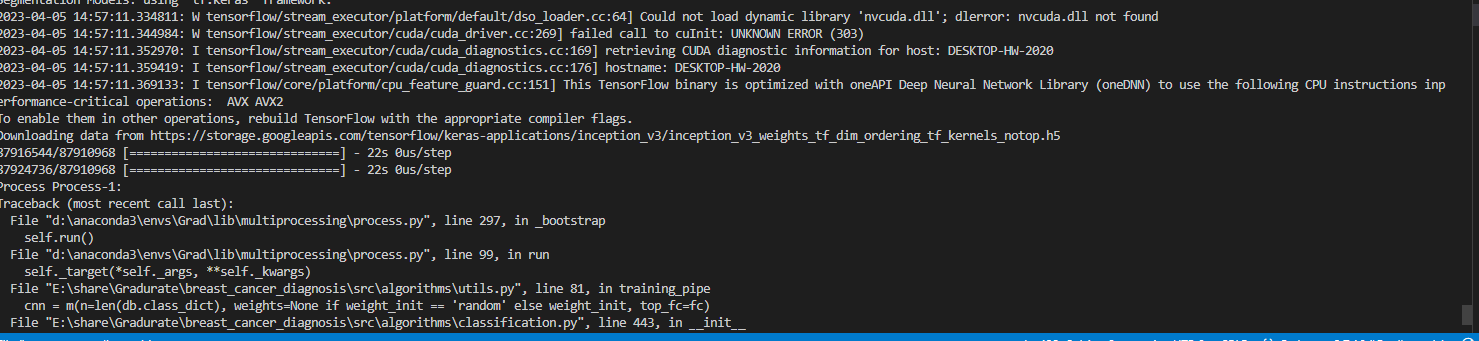 Segmentation Models: using `tf.keras` framework.
2023-04-05 14:57:11.334811: W tensorflow/stream_executor/platform/default/dso_loader.cc:64] Could not load dynamic library 'nvcuda.dll'; dlerror: nvcuda.dll not found
2023-04-05 14:57:11.344984: W tensorflow/stream_executor/cuda/cuda_driver.cc:269] failed call to cuInit: UNKNOWN ERROR (303)
2023-04-05 14:57:11.352970: I tensorflow/stream_executor/cuda/cuda_diagnostics.cc:169] retrieving CUDA diagnostic information for host: DESKTOP-HW-2020
2023-04-05 14:57:11.359419: I tensorflow/stream_executor/cuda/cuda_diagnostics.cc:176] hostname: DESKTOP-HW-2020
2023-04-05 14:57:11.369133: I tensorflow/core/platform/cpu_feature_guard.cc:151] This TensorFlow binary is optimized with oneAPI Deep Neural Network Library (oneDNN) to use the following CPU instructions in p
erformance-critical operations:  AVX AVX2
To enable them in other operations, rebuild TensorFlow with the appropriate compiler flags.
Downloading data from https://storage.googleapis.com/tensorflow/keras-applications/inception_v3/inception_v3_weights_tf_dim_ordering_tf_kernels_notop.h5
87916544/87910968 [==============================] - 22s 0us/step
87924736/87910968 [==============================] - 22s 0us/step
Process Process-1:
Traceback (most recent call last):
  File "d:\anaconda3\envs\Grad\lib\multiprocessing\process.py", line 297, in _bootstrap
    self.run()
  File "d:\anaconda3\envs\Grad\lib\multiprocessing\process.py", line 99, in run
    self._target(*self._args, **self._kwargs)
  File "E:\share\Gradurate\breast_cancer_diagnosis\src\algorithms\utils.py", line 81, in training_pipe
    cnn = m(n=len(db.class_dict), weights=None if weight_init == 'random' else weight_init, top_fc=fc)
  File "E:\share\Gradurate\breast_cancer_diagnosis\src\algorithms\classification.py", line 443, in __init__